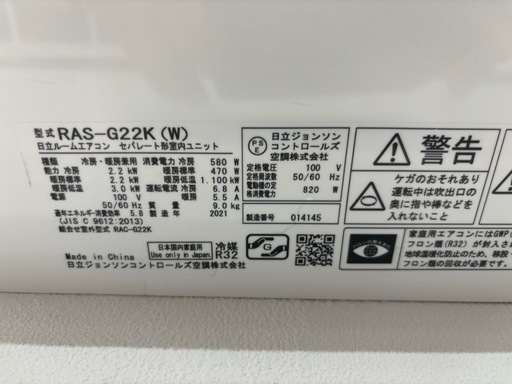 型式 RAS-G22K(W)
日立ルームエアコン セパレート形室内ユニット
種類 冷房・暖房兼用 消費電力 冷房 580 W
能力 冷房 2.2 kW 暖房標準 470 W
暖房標準 2.2 kW 暖房低温 1,100 kW
暖房低温 3.0 kW 運転電流 冷房 6.8 A
電源 100 V 暖房 5.5 A
50/60 Hz 質量 9.0 kg
通年エネルギー消費効率 5.8 2021
(JIS C 9612:2013)
組合せ室外形式 RAC-G22K
日本国内家庭用
Use only in Japan
冷媒
R32
Made in China
日立ジョンソンコントロールズ空調株式会社
PS
E
日立ジョンソン
コントロールズ
空調株式会社
定格電圧 100 V
定格周波数 50/60 Hz
電動機の定格消費電力 820 W
製造番号 014145
G
警告
ケガのおそれあり
運転中は吹出口の
奥に指や棒などを
入れないこと。
家庭用エアコンにはGWP
フロン類(R32)が封入さ
地球温暖化防止のため、移設・
フロン類の回収が必要です。